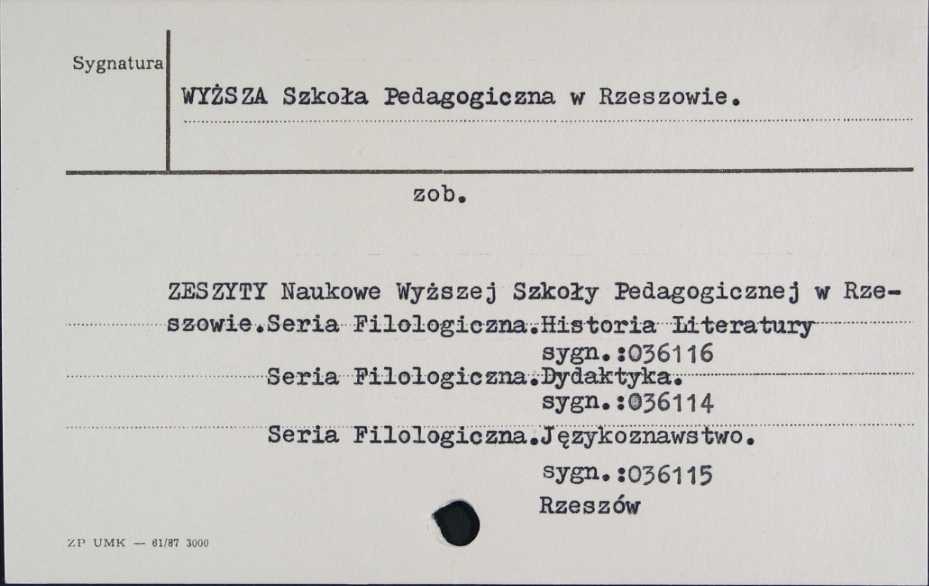 Sygnatura
WYŻSZA Szkoła Pedagogiczna w Rzeszowie.
zob.
ZESZYTY Naukowe Wyższej Szkoły Pedagogicznej w Rze-
szowie.Seria Filologiczna.Historia Literatury
sygn.:036116
Seria Filologiczna.Dydaktyka.
sygn.:036114
Seria Filologiczna.Językoznawstwo.
sygn.:036115
Rzeszów
ZP UMK — 61/87 3000